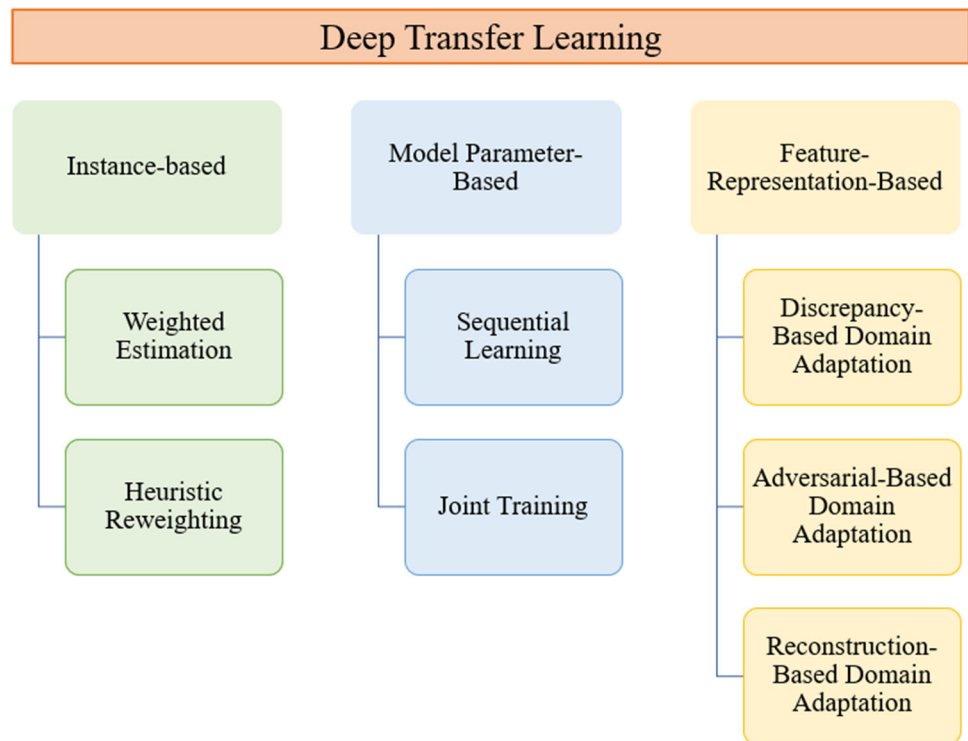 Deep Transfer Learning
Instance-based
Weighted
Estimation
Heuristic
Reweighting
Model Parameter-
Based
Sequential
Learning
Joint Training
Feature-
Representation-Based
Discrepancy-
Based Domain
Adaptation
Adversarial-Based
Domain
Adaptation
Reconstruction-
Based Domain
Adaptation